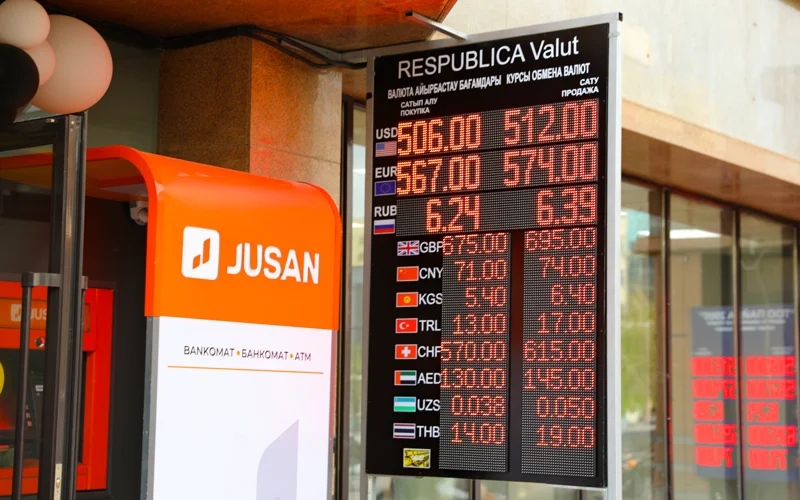 RESPUBLICA Valut
ВАЛЮТА АЙЫРБАСТАУ БАҒАМДАРЫ КУРСЫ ОБМЕНА ВАЛЮТ
САТЫП АЛУ САТУ
ПОКУПКА ПРОДАЖА
USD 506.00 512.00
EUR 567.00 574.00
RUB 6.24 6.39
GBP 675.00 695.00
CNY 71.00 74.00
KGS 5.40 6.40
TRL 13.00 17.00
CHF 570.00 615.00
AED 130.00 145.00
UZS 0.038 0.050
THB 14.00 19.00
JUSAN
BANKOMAT • БАНКОМАТ • ATM